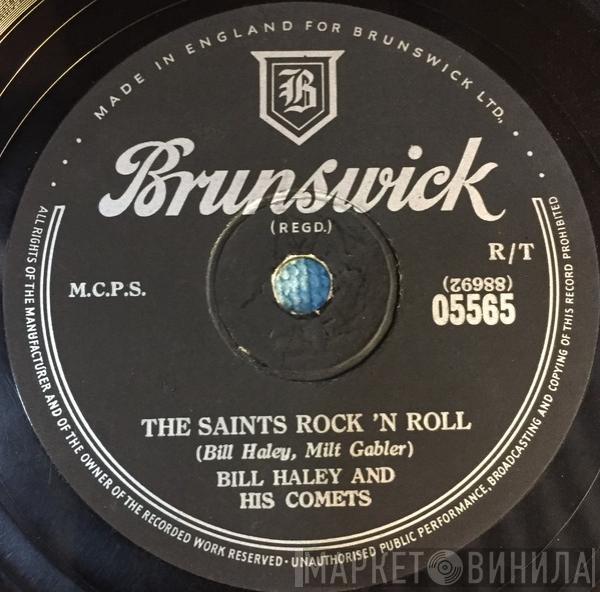 MADE IN ENGLAND FOR BRUNSWICK LTD.,
B
Brunswick
(REGD.)
R/T
M.C.P.S.
(88692)
05565
THE SAINTS ROCK 'N ROLL
(Bill Haley, Milt Gabler)
BILL HALEY AND
HIS COMETS
ALL RIGHTS OF THE MANUFACTURER AND OF THE OWNER OF THE RECORDED WORK RESERVED · UNAUTHORISED PUBLIC PERFORMANCE, BROADCASTING AND COPYING OF THIS RECORD PROHIBITED
МАРКЕТ ВИНИЛА